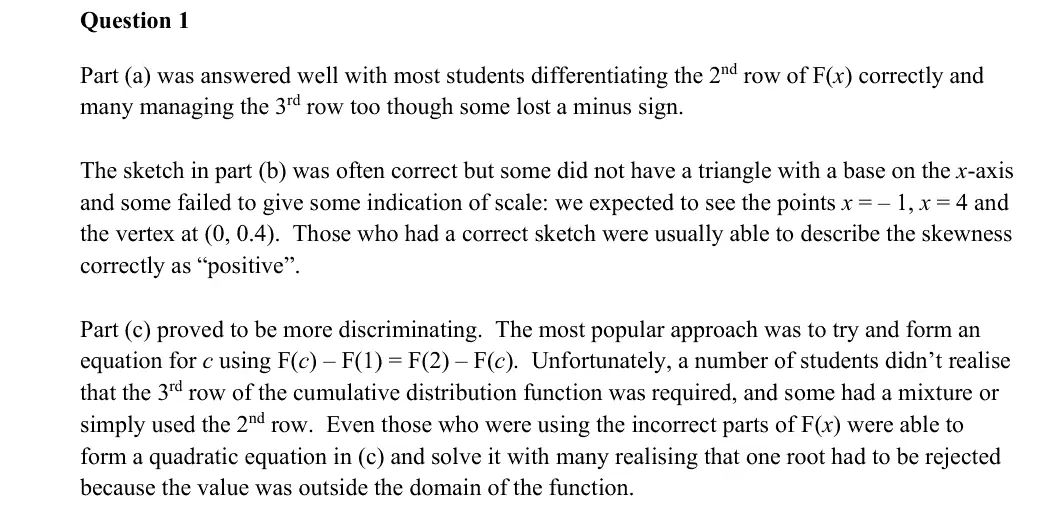 Question 1
Part (a) was answered well with most students differentiating the 2nd row of F(x) correctly and
many managing the 3rd row too though some lost a minus sign.
The sketch in part (b) was often correct but some did not have a triangle with a base on the x-axis
and some failed to give some indication of scale: we expected to see the points x = – 1, x = 4 and
the vertex at (0, 0.4). Those who had a correct sketch were usually able to describe the skewness
correctly as “positive”.
Part (c) proved to be more discriminating. The most popular approach was to try and form an
equation for c using F(c) – F(1) = F(2) – F(c). Unfortunately, a number of students didn’t realise
that the 3rd row of the cumulative distribution function was required, and some had a mixture or
simply used the 2nd row. Even those who were using the incorrect parts of F(x) were able to
form a quadratic equation in (c) and solve it with many realising that one root had to be rejected
because the value was outside the domain of the function.